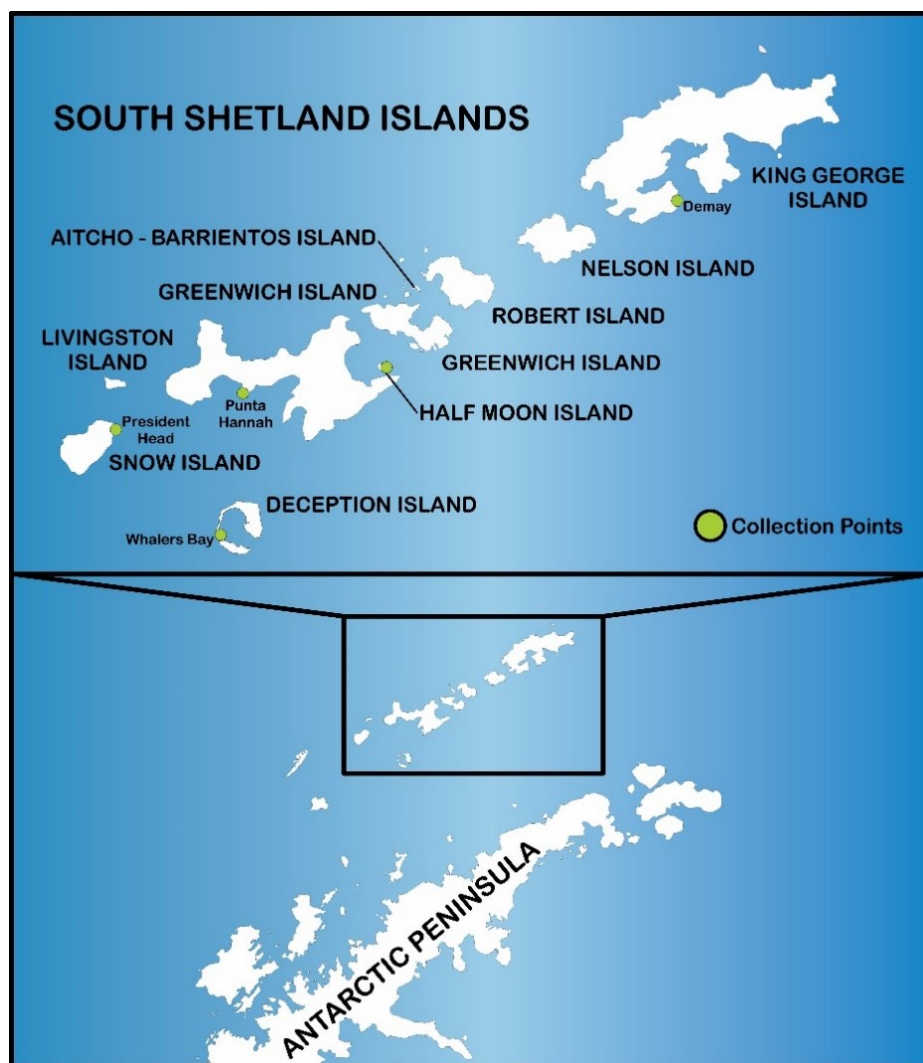 SOUTH SHETLAND ISLANDS
KING GEORGE
ISLAND
Demay
AITCHO - BARRIENTOS ISLAND
NELSON ISLAND
GREENWICH ISLAND
ROBERT ISLAND
LIVINGSTON
ISLAND
GREENWICH ISLAND
Punta
Hannah
HALF MOON ISLAND
President
Head
SNOW ISLAND
DECEPTION ISLAND
Whalers Bay
Collection Points
ANTARCTIC PENINSULA